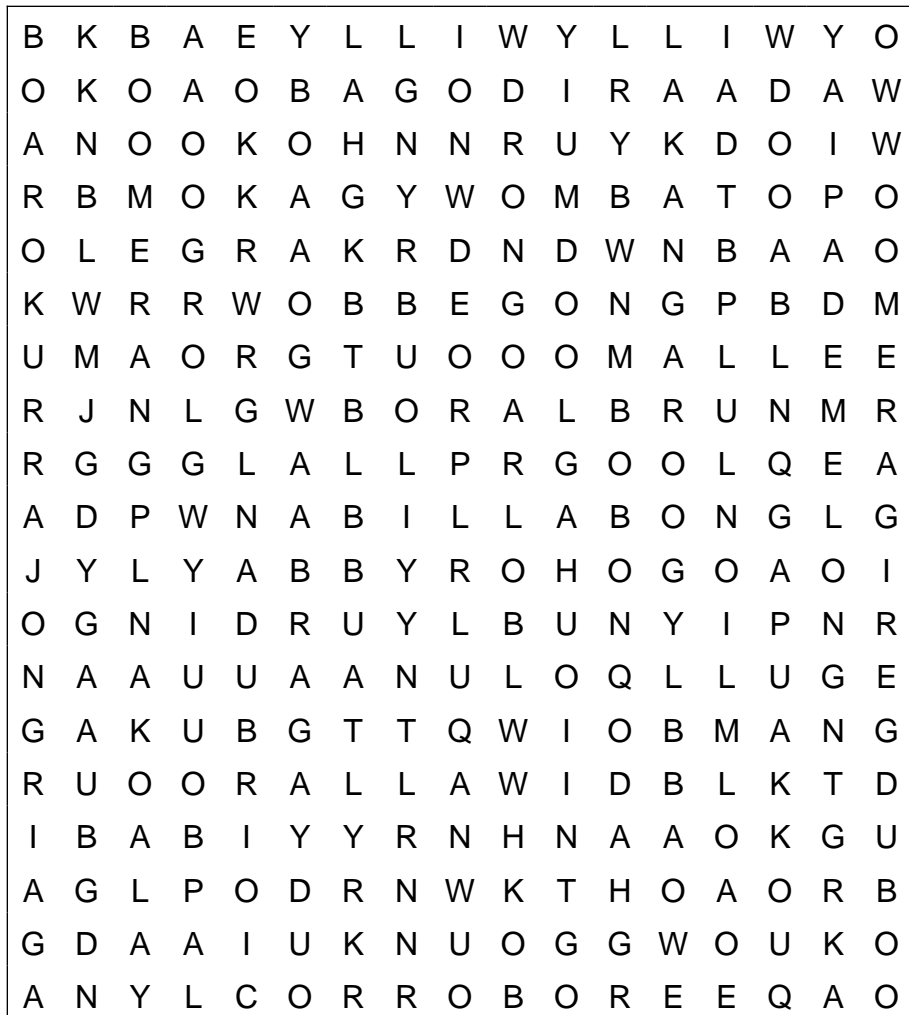 B K B A E Y L L I W Y L L I W Y O
O K O A O B A G O D I R A A D A W
A N O O K O H N N R U Y K D O I W
R B M O K A G Y W O M B A T O P O
O L E G R A K R D N D W N B A A O
K W R R W O B B E G O N G P B D M
U M A O R G T U O O O M A L L E E
R J N L G W B O R A L B R U N M R
R G G G L A L L P R G O O L Q E A
A D P W N A B I L L A B O N G L G
J Y L Y A B B Y R O H O G O A O I
O G N I D R U Y L B U N Y I P N R
N A A U U A A N U L O Q L L U G E
G A K U B G T T Q W I O B M A N G
R U O O R A L L A W I D B L K T D
I B A B I Y Y R N H N A A O K G U
A G L P O D R N W K T H O A O R B
G D A A I U K N U O G G W O U K O
A N Y L C O R R O B O R E E Q A O